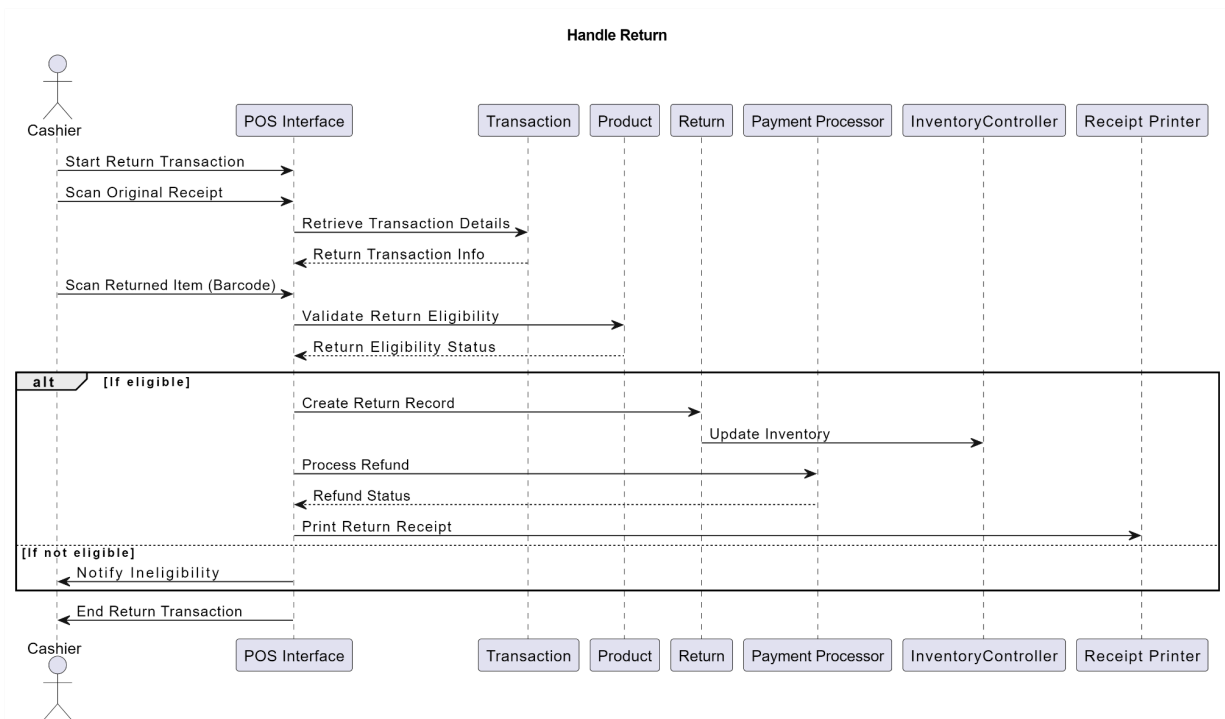 Handle Return
Cashier
POS Interface
Transaction
Product
Return
Payment Processor
InventoryController
Receipt Printer
Start Return Transaction
Scan Original Receipt
Retrieve Transaction Details
Return Transaction Info
Scan Returned Item (Barcode)
Validate Return Eligibility
Return Eligibility Status
alt [If eligible]
Create Return Record
Update Inventory
Process Refund
Refund Status
Print Return Receipt
[If not eligible]
Notify Ineligibility
End Return Transaction
Cashier
POS Interface
Transaction
Product
Return
Payment Processor
InventoryController
Receipt Printer